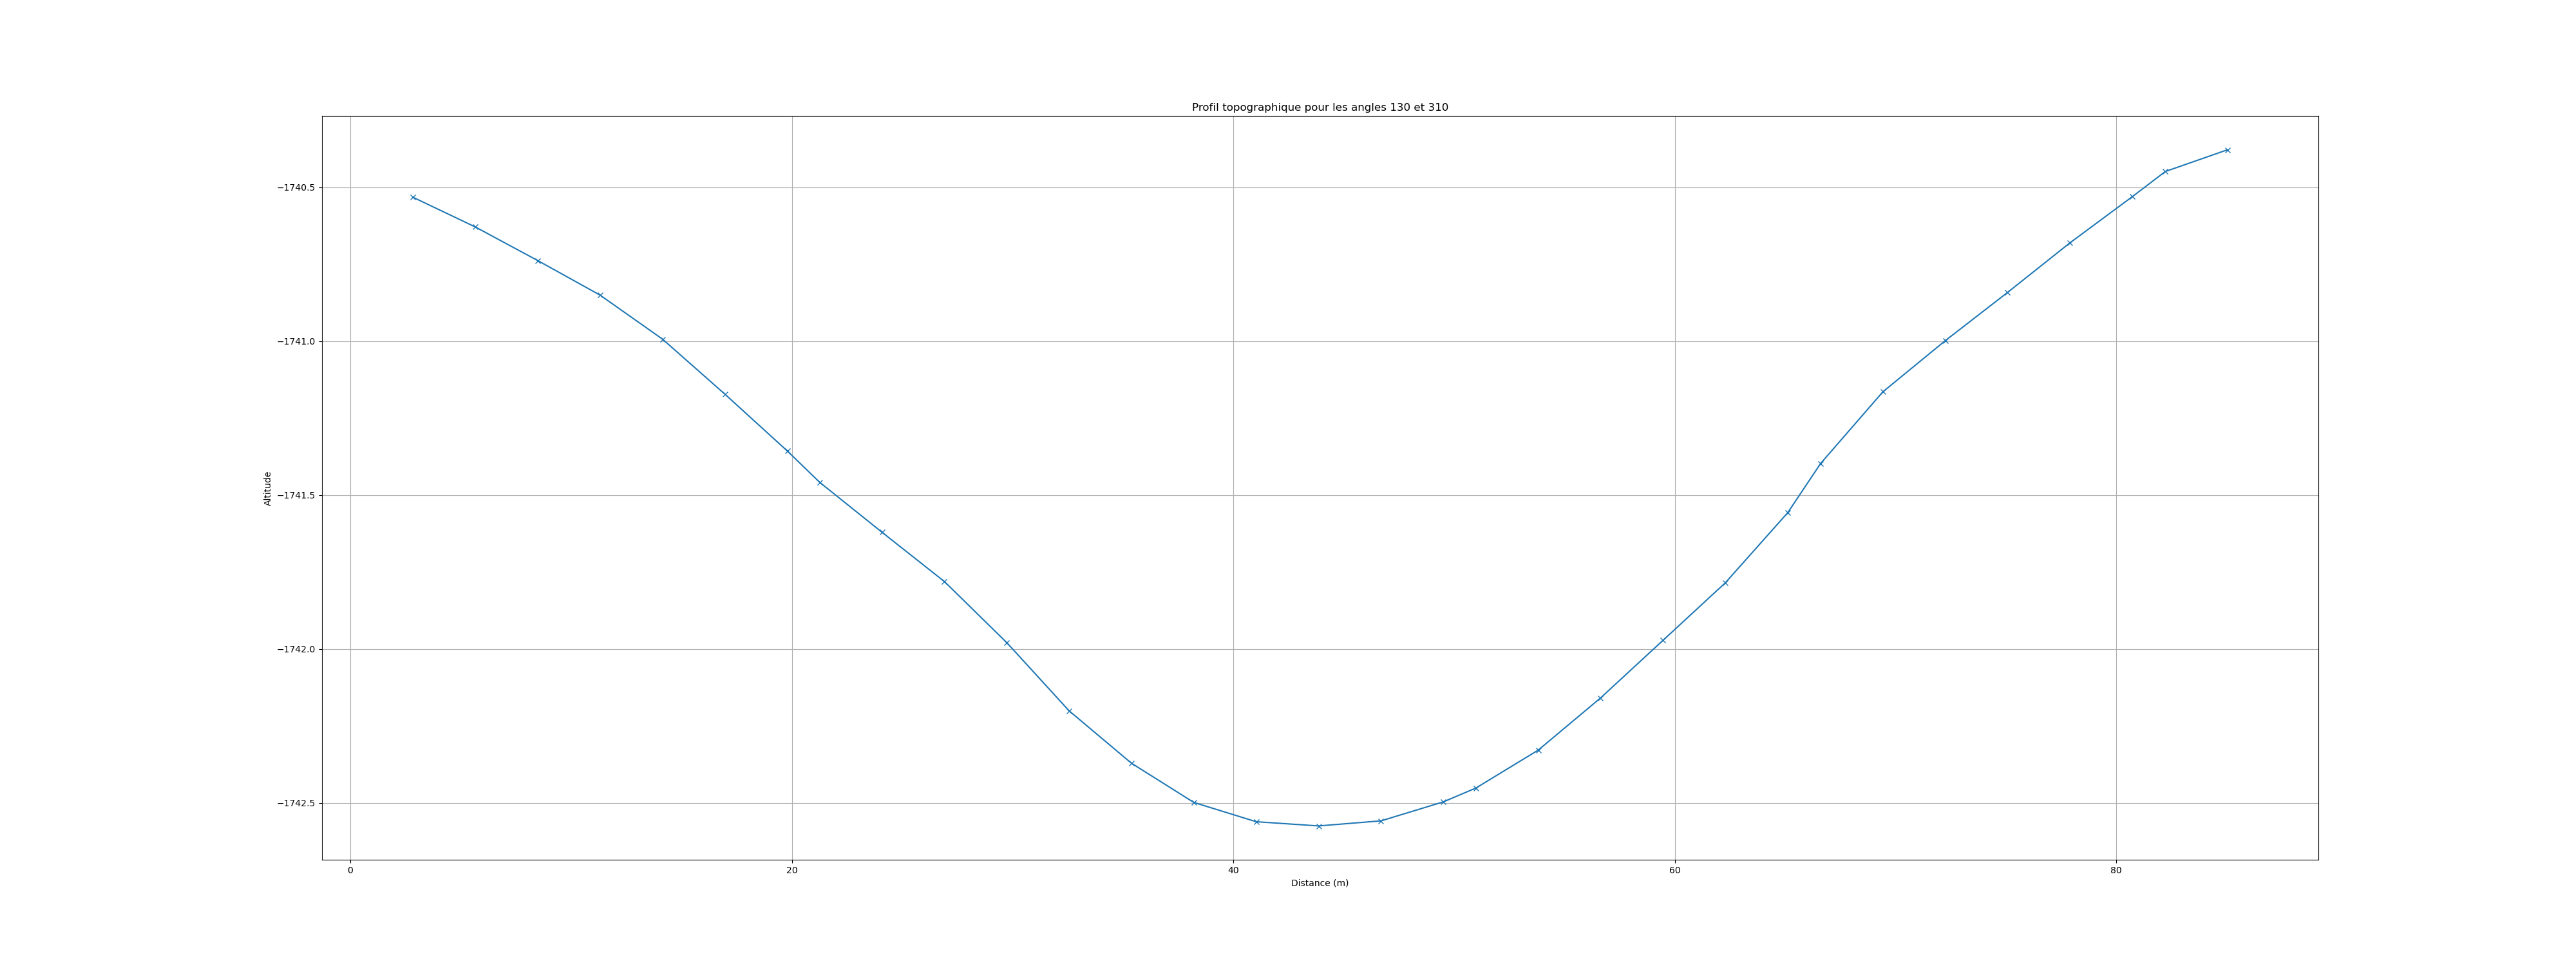 Profil topographique pour les angles 130 et 310
−1740.5
−1741.0
−1741.5
−1742.0
−1742.5
Altitude
0 20 40 60 80
Distance (m)